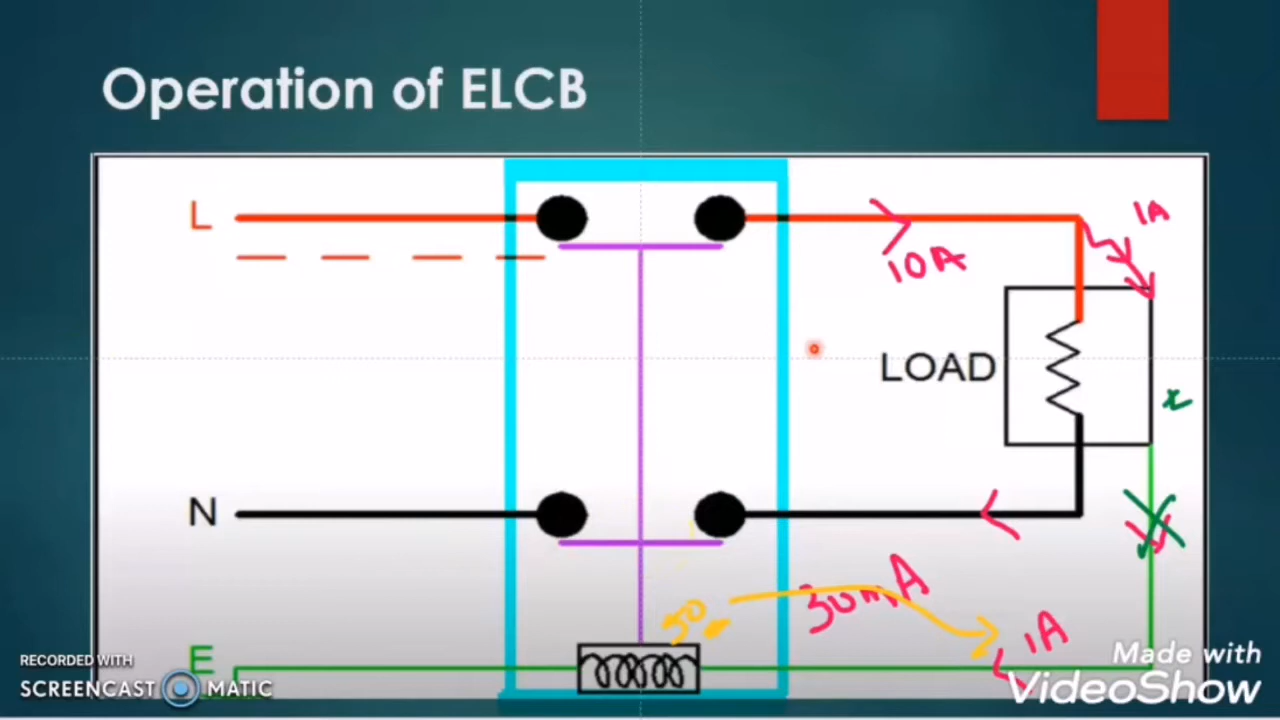 Operation of ELCB
L
1A
10A
LOAD
x
N
30mA
1A
E
RECORDED WITH
SCREENCAST MATIC
Made with
VideoShow